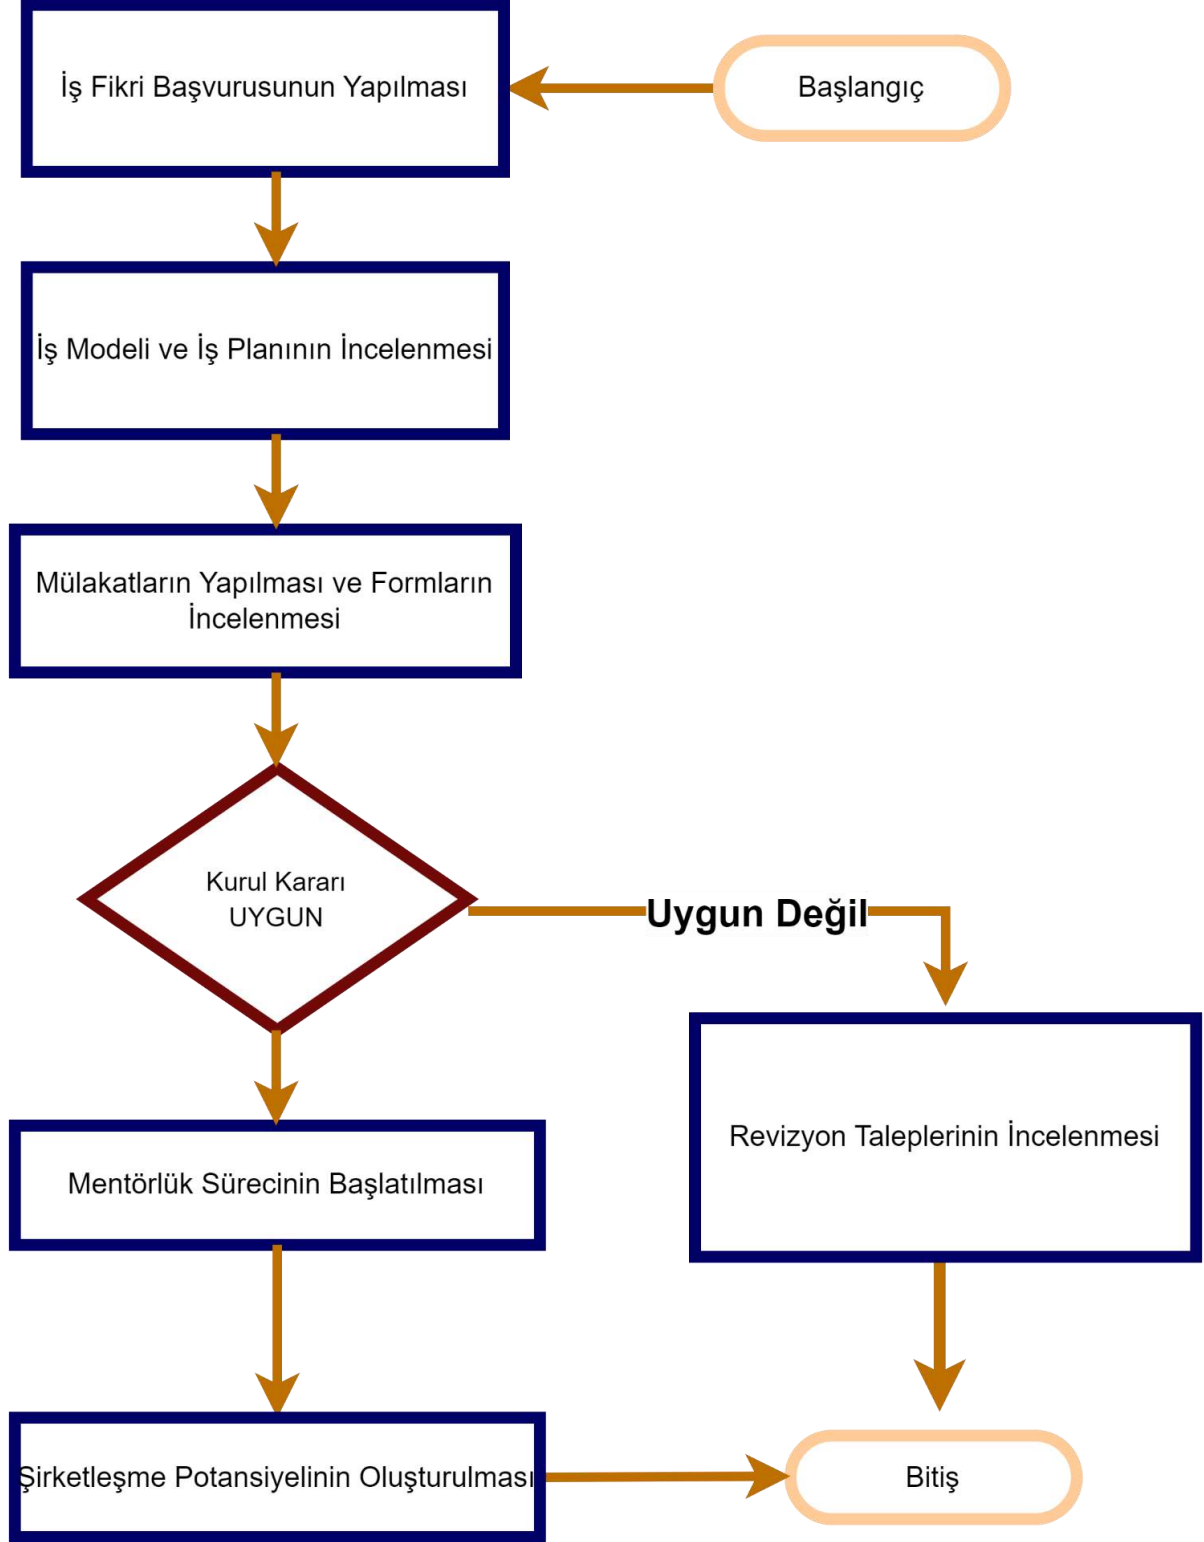 Başlangıç
İş Fikri Başvurusunun Yapılması
İş Modeli ve İş Planının İncelenmesi
Mülakatların Yapılması ve Formların
İncelenmesi
Kurul Kararı
UYGUN
Uygun Değil
Revizyon Taleplerinin İncelenmesi
Mentörlük Sürecinin Başlatılması
Şirketleşme Potansiyelinin Oluşturulması
Bitiş